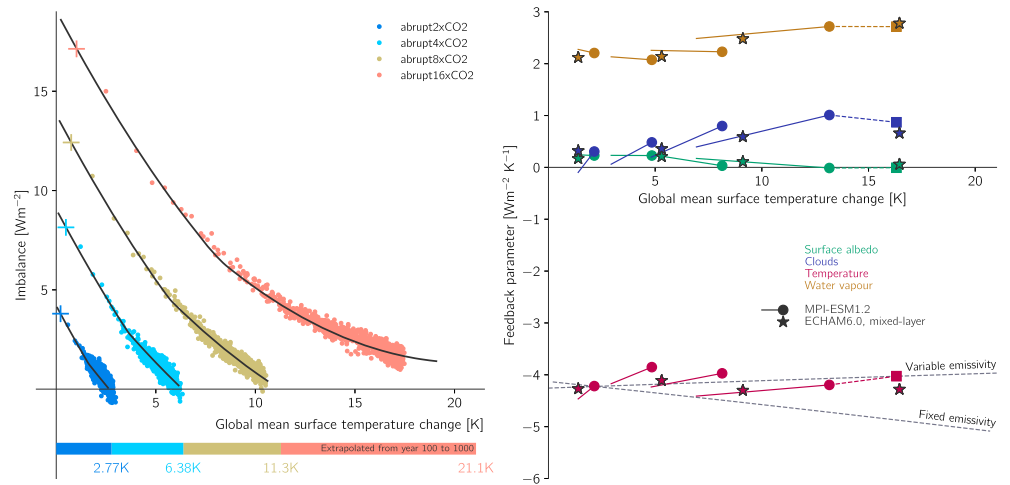 abrupt2xCO2
abrupt4xCO2
abrupt8xCO2
abrupt16xCO2
15
10
5
Imbalance [Wm−2]
5
10
15
20
Global mean surface temperature change [K]
Extrapolated from year 100 to 1000
2.77K
6.38K
11.3K
21.1K
3
2
1
0
−1
−2
−3
−4
−5
−6
Feedback parameter [Wm−2 K−1]
5
10
15
20
Global mean surface temperature change [K]
Surface albedo
Clouds
Temperature
Water vapour
MPI-ESM1.2
ECHAM6.0, mixed-layer
Variable emissivity
Fixed emissivity